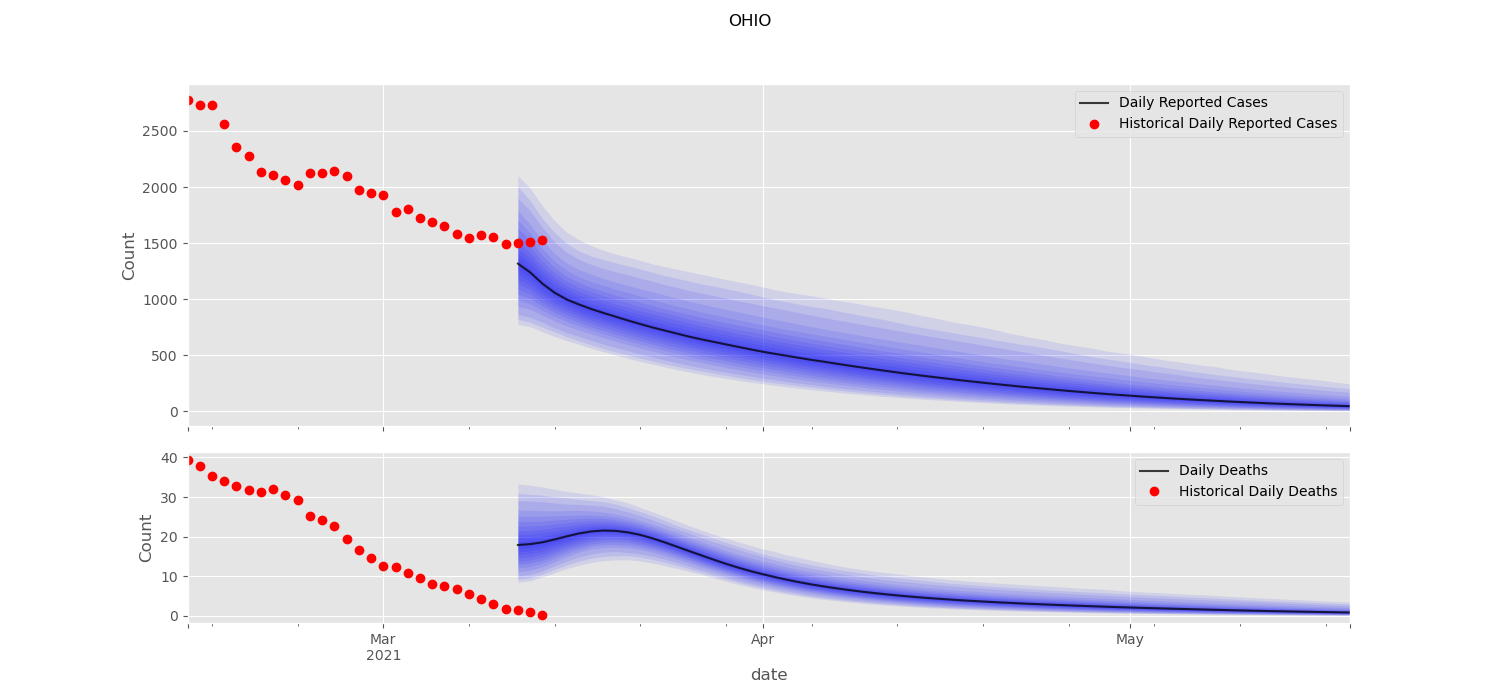 OHIO
Daily Reported Cases
Historical Daily Reported Cases
2500
2000
1500
1000
500
0
Count
Daily Deaths
Historical Daily Deaths
40
30
20
10
0
Count
Mar
2021
Apr
May
date